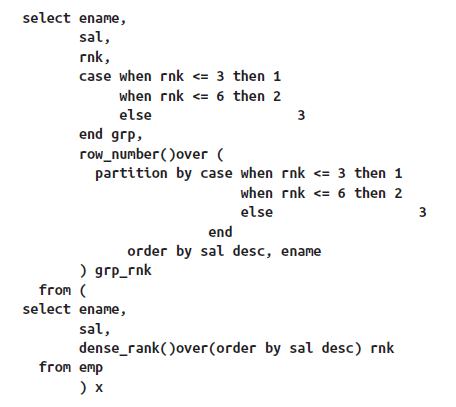 select ename,
       sal,
       rnk,
       case when rnk <= 3 then 1
            when rnk <= 6 then 2
            else                  3
       end grp,
       row_number()over (
         partition by case when rnk <= 3 then 1
                           when rnk <= 6 then 2
                           else                  3
                       end
             order by sal desc, ename
       ) grp_rnk
  from (
select ename,
       sal,
       dense_rank()over(order by sal desc) rnk
  from emp
       ) x